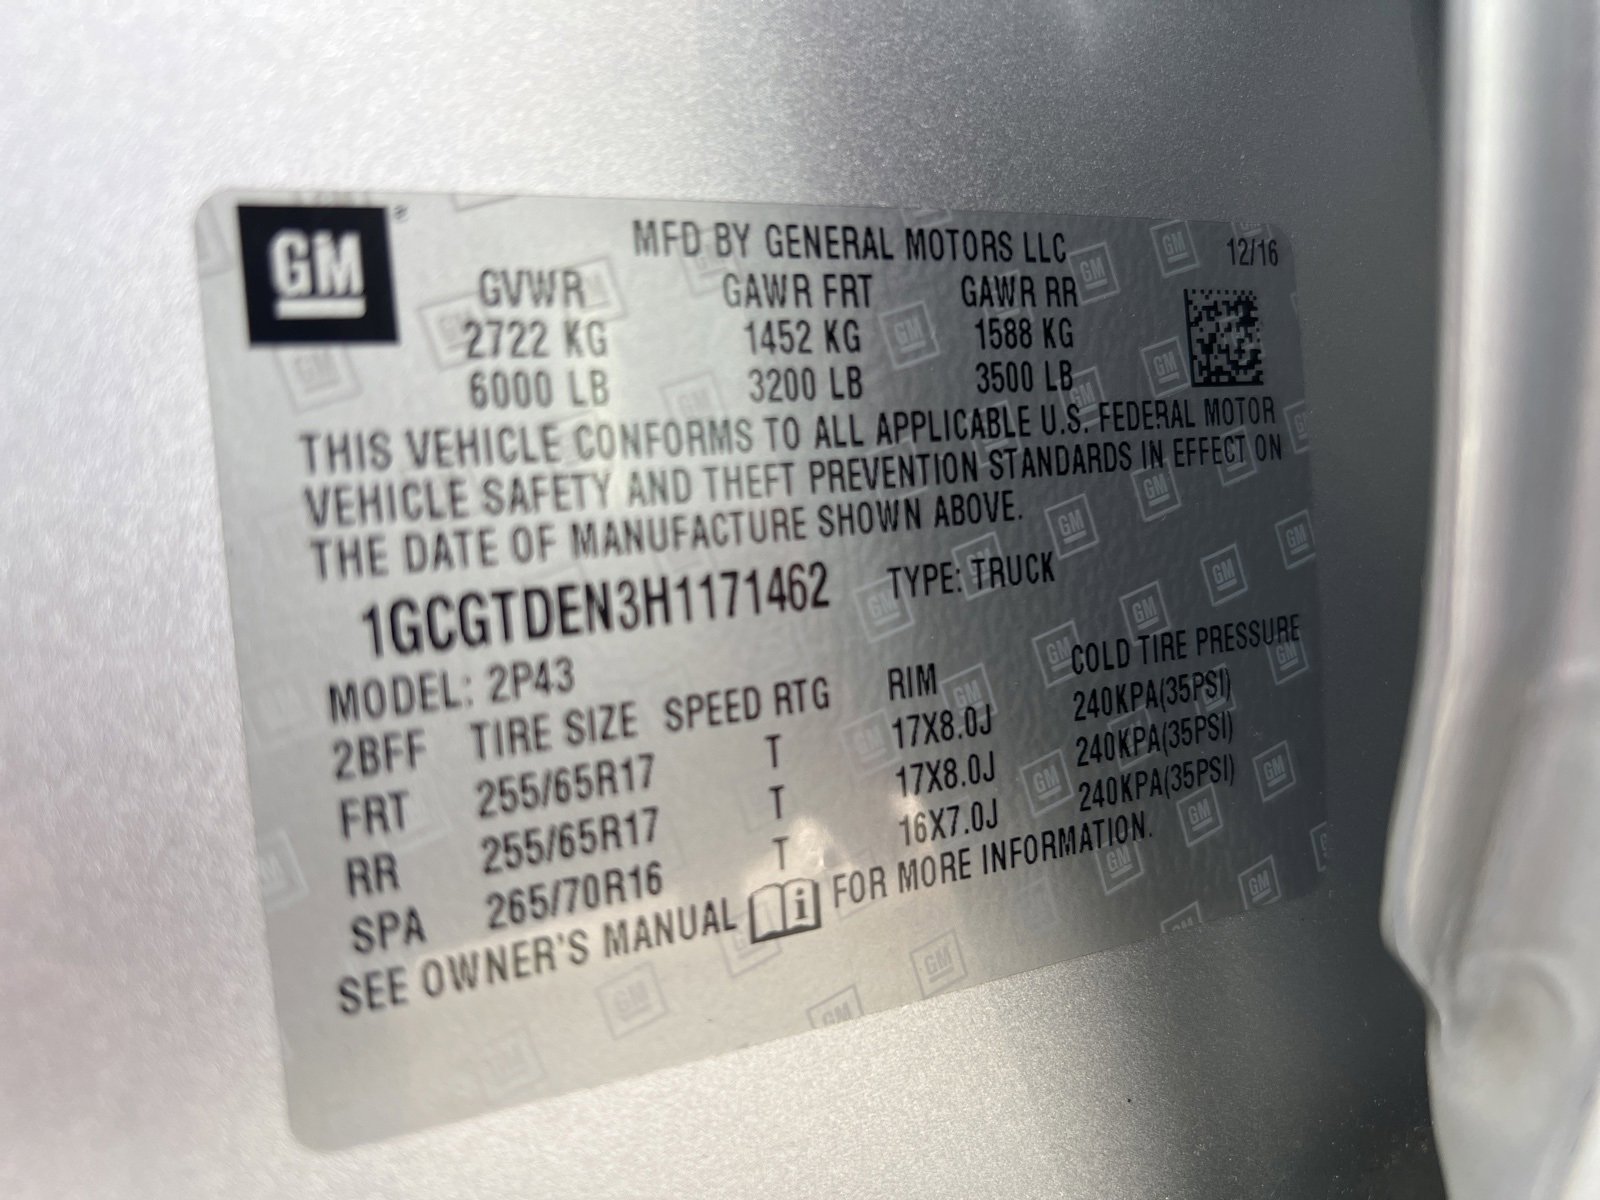 GM
MFD BY GENERAL MOTORS LLC 12/16
GVWR GAWR FRT GAWR RR
2722 KG 1452 KG 1588 KG
6000 LB 3200 LB 3500 LB
THIS VEHICLE CONFORMS TO ALL APPLICABLE U.S. FEDERAL MOTOR
VEHICLE SAFETY AND THEFT PREVENTION STANDARDS IN EFFECT ON
THE DATE OF MANUFACTURE SHOWN ABOVE.
1GCGTDEN3H1171462 TYPE: TRUCK
MODEL: 2P43
2BFF TIRE SIZE SPEED RTG RIM COLD TIRE PRESSURE
FRT 255/65R17 T 17X8.0J 240KPA(35PSI)
RR 255/65R17 T 17X8.0J 240KPA(35PSI)
SPA 265/70R16 T 16X7.0J 240KPA(35PSI)
SEE OWNER'S MANUAL i FOR MORE INFORMATION.